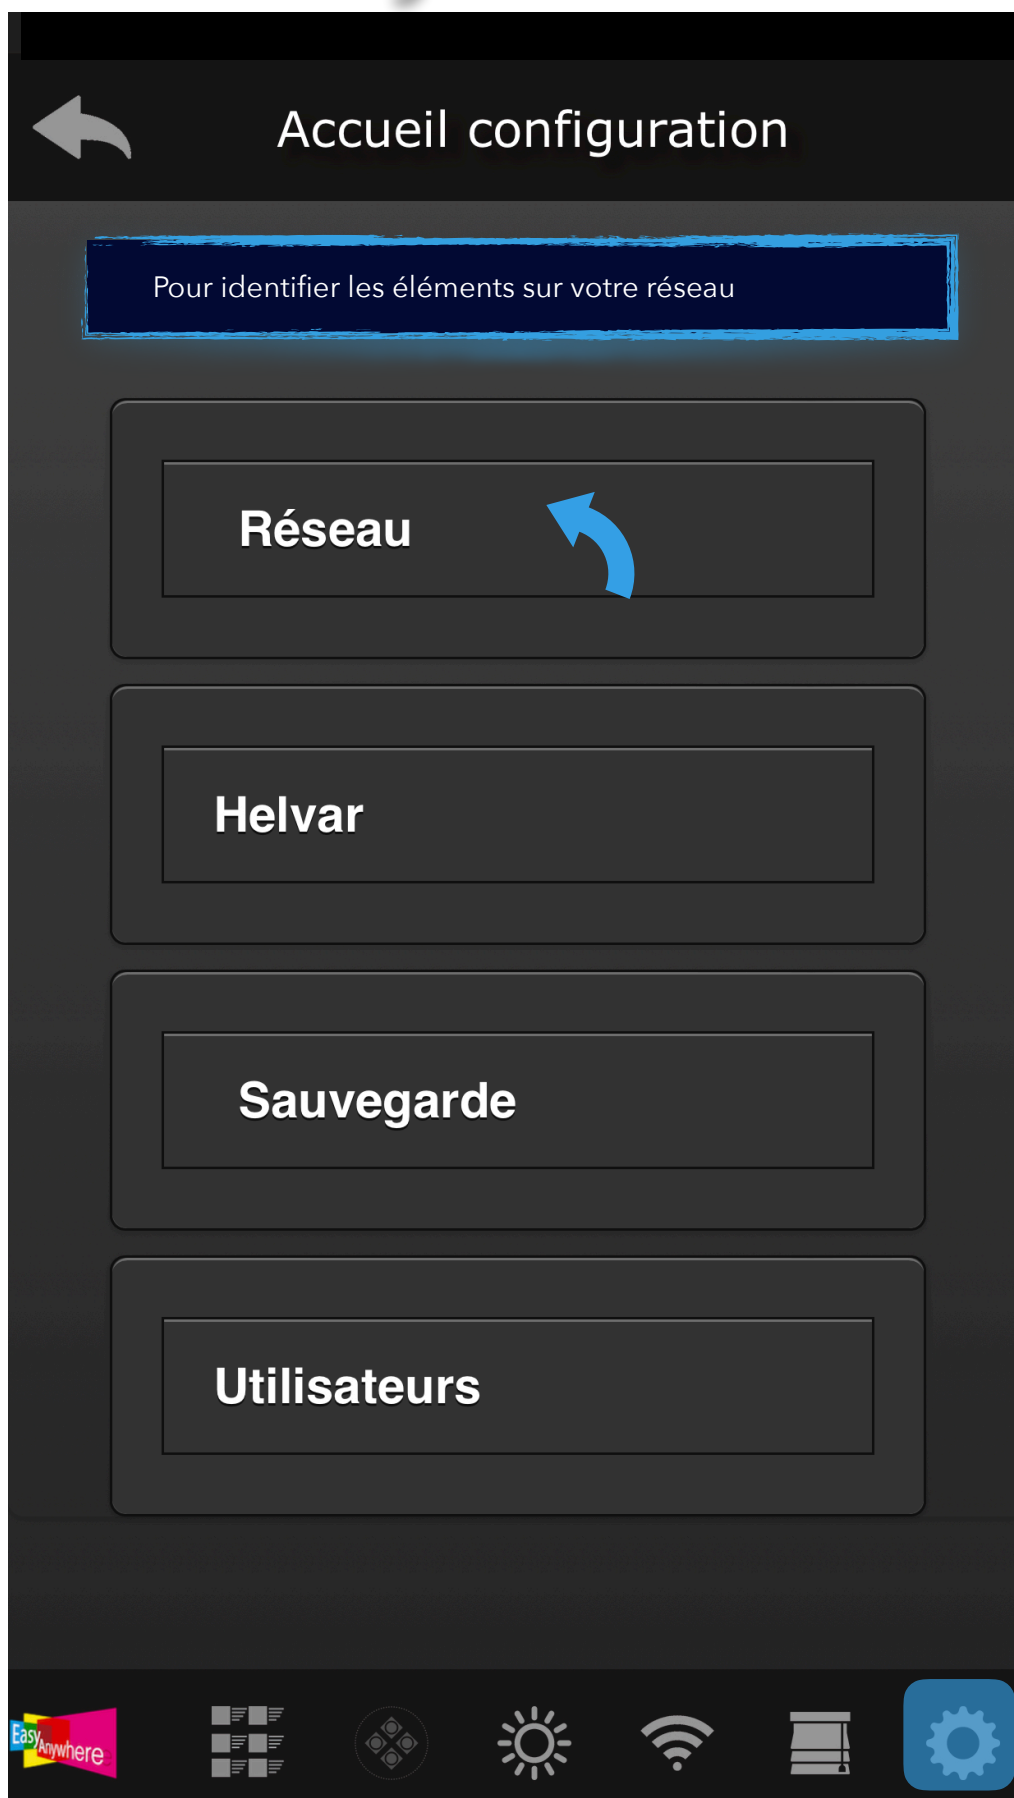 Accueil configuration
Pour identifier les éléments sur votre réseau
Réseau
Helvar
Sauvegarde
Utilisateurs
Easy Anywhere